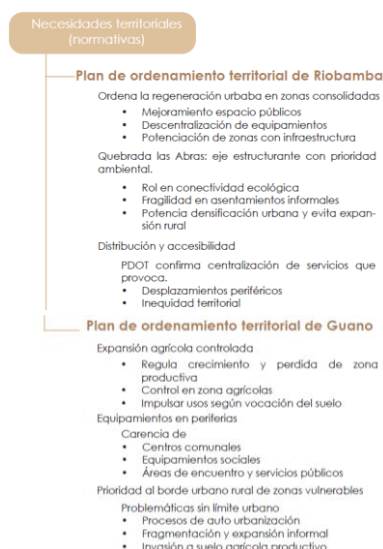 Necesidades territoriales
(normativas)
Plan de ordenamiento territorial de Riobamba
Ordena la regeneración urbaba en zonas consolidadas
• Mejoramiento espacio públicos
• Descentralización de equipamientos
• Potenciación de zonas con infraestructura
Quebrada las Abras: eje estructurante con prioridad
ambiental.
• Rol en conectividad ecológica
• Fragilidad en asentamientos informales
• Potencia densificación urbana y evita expan-
sión rural
Distribución y accesibilidad
PDOT confirma centralización de servicios que
provoca.
• Desplazamientos periféricos
• Inequidad territorial
Plan de ordenamiento territorial de Guano
Expansión agrícola controlada
• Regula crecimiento y perdida de zona
productiva
• Control en zona agrícolas
• Impulsar usos según vocación del suelo
Equipamientos en periferias
Carencia de
• Centros comunales
• Equipamientos sociales
• Áreas de encuentro y servicios públicos
Prioridad al borde urbano rural de zonas vulnerables
Problemáticas sin límite urbano
• Procesos de auto urbanización
• Fragmentación y expansión informal
• Invasión a suelo agrícola productivo